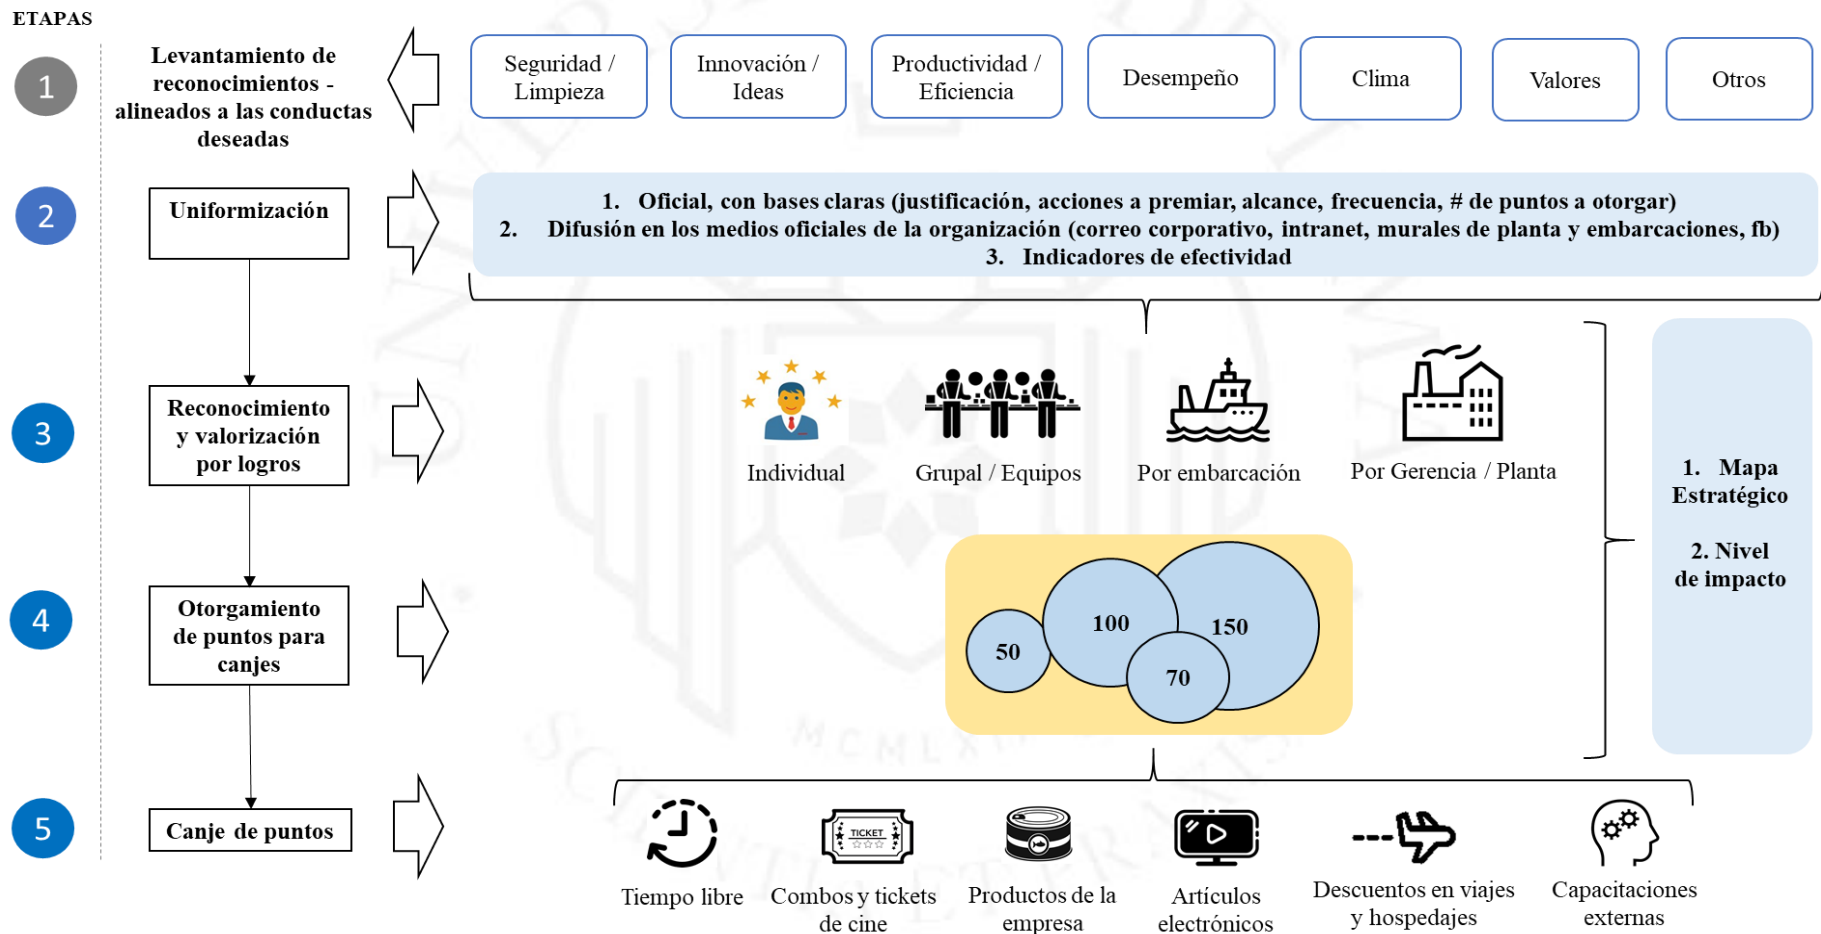 ETAPAS
1
Levantamiento de
reconocimientos -
alineados a las conductas
deseadas
Seguridad /
Limpieza
Innovación /
Ideas
Productividad /
Eficiencia
Desempeño
Clima
Valores
Otros
2
Uniformización
1. Oficial, con bases claras (justificación, acciones a premiar, alcance, frecuencia, # de puntos a otorgar)
2. Difusión en los medios oficiales de la organización (correo corporativo, intranet, murales de planta y embarcaciones, fb)
3. Indicadores de efectividad
3
Reconocimiento
y valorización
por logros
Individual
Grupal / Equipos
Por embarcación
Por Gerencia / Planta
1. Mapa
Estratégico
2. Nivel
de impacto
4
Otorgamiento
de puntos para
canjes
50
100
150
70
5
Canje de puntos
TICKET
Tiempo libre
Combos y tickets
de cine
Productos de la
empresa
Artículos
electrónicos
Descuentos en viajes
y hospedajes
Capacitaciones
externas